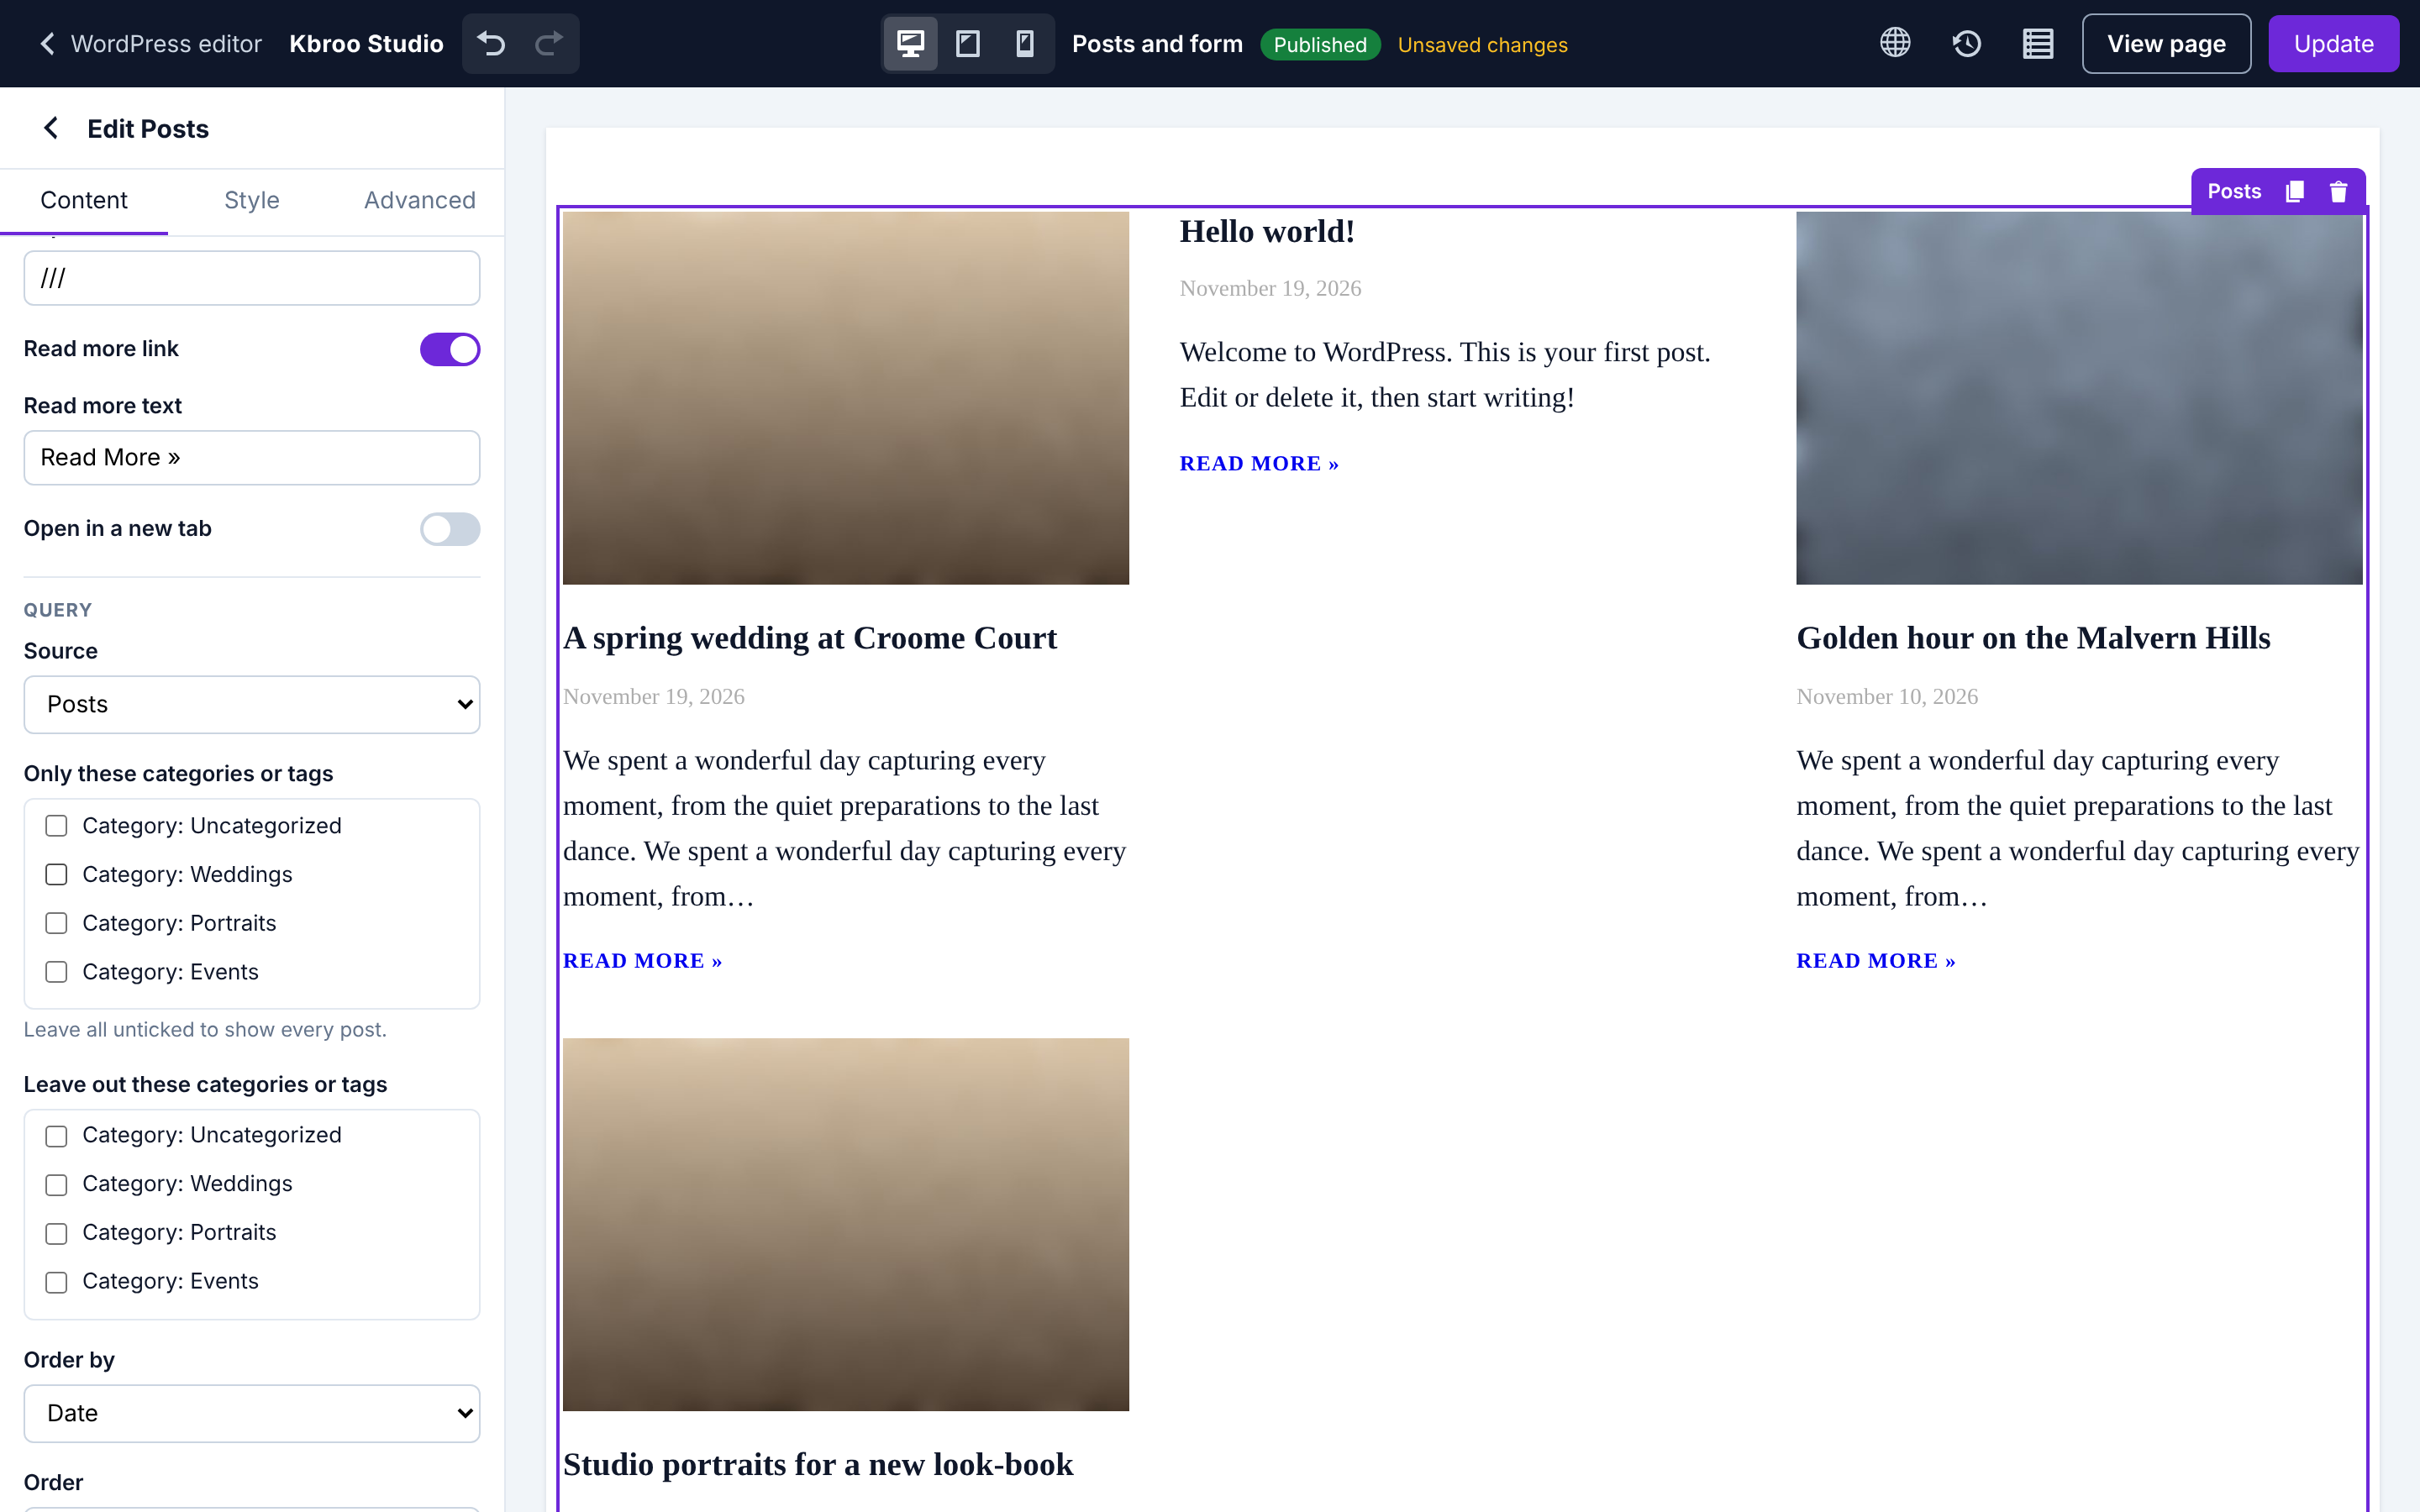 WordPress editor
Kbroo Studio
Posts and form
Published
Unsaved changes
View page
Update
Edit Posts
Content
Style
Advanced
///
Read more link
Read more text
Read More »
Open in a new tab
QUERY
Source
Posts
Only these categories or tags
Category: Uncategorized
Category: Weddings
Category: Portraits
Category: Events
Leave all unticked to show every post.
Leave out these categories or tags
Category: Uncategorized
Category: Weddings
Category: Portraits
Category: Events
Order by
Date
Order
Posts
A spring wedding at Croome Court
November 19, 2026
We spent a wonderful day capturing every
moment, from the quiet preparations to the last
dance. We spent a wonderful day capturing every
moment, from…
READ MORE »
Hello world!
November 19, 2026
Welcome to WordPress. This is your first post.
Edit or delete it, then start writing!
READ MORE »
Golden hour on the Malvern Hills
November 10, 2026
We spent a wonderful day capturing every
moment, from the quiet preparations to the last
dance. We spent a wonderful day capturing every
moment, from…
READ MORE »
Studio portraits for a new look-book